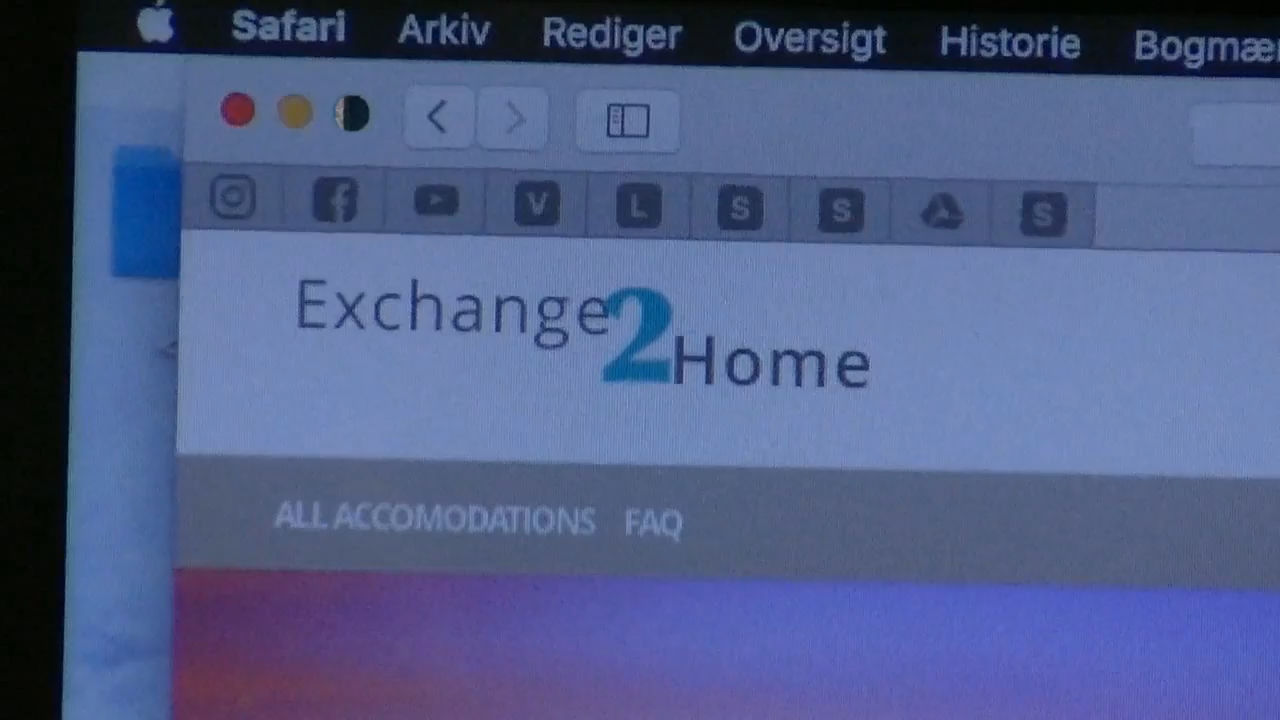 Safari Arkiv Rediger Oversigt Historie
V L S S S
Exchange2Home
ALL ACCOMODATIONS FAQ